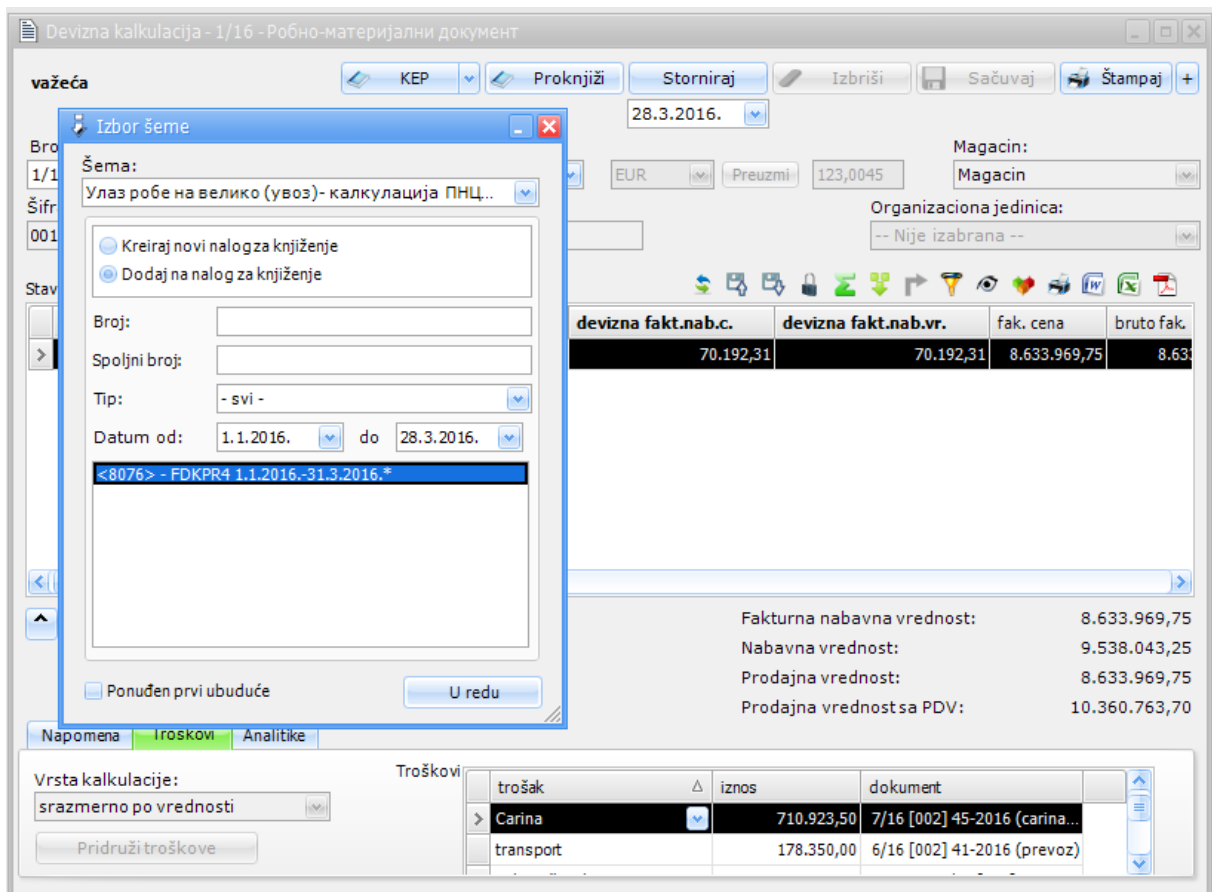 Devizna kalkulacija - 1/16 - Робно-материјални документ
važeća
KEP
Proknjiži
Storniraj
Izbriši
Sačuvaj
Štampaj
+
28.3.2016.
Izbor šeme
Šema:
Улаз робе на велико (увоз)- калкулација ПНЦ...
Kreiraj novi nalog za knjiženje
Dodaj na nalog za knjiženje
Broj:
Spoljni broj:
Tip:
- svi -
Datum od:
1.1.2016.
do
28.3.2016.
<8076> - FDKPR4 1.1.2016.-31.3.2016.*
Ponuđen prvi ubuduće
U redu
EUR
Preuzmi
123,0045
Magacin:
Magacin
Organizaciona jedinica:
-- Nije izabrana --
001
devizna fakt.nab.c. devizna fakt.nab.vr. fak. cena bruto fak.
70.192,31 70.192,31 8.633.969,75
Fakturna nabavna vrednost: 8.633.969,75
Nabavna vrednost: 9.538.043,25
Prodajna vrednost: 8.633.969,75
Prodajna vrednost sa PDV: 10.360.763,70
Napomena Troškovi Analitike
Vrsta kalkulacije:
srazmerno po vrednosti
Pridruži troškove
Troškovi
trošak iznos dokument
Carina 710.923,50 7/16 [002] 45-2016 (carina...
transport 178.350,00 6/16 [002] 41-2016 (prevoz)